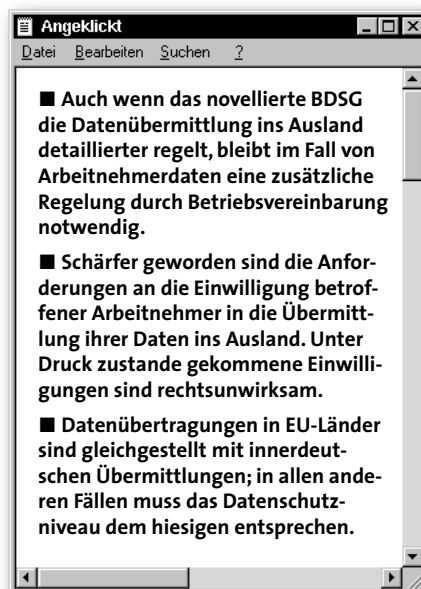 Angeklickt
Datei Bearbeiten Suchen ?
■ Auch wenn das novellierte BDSG
die Datenübermittlung ins Ausland
detaillierter regelt, bleibt im Fall von
Arbeitnehmerdaten eine zusätzliche
Regelung durch Betriebsvereinbarung
notwendig.
■ Schärfer geworden sind die Anfor-
derungen an die Einwilligung betrof-
fener Arbeitnehmer in die Übermitt-
lung ihrer Daten ins Ausland. Unter
Druck zustande gekommene Einwilli-
gungen sind rechtsunwirksam.
■ Datenübertragungen in EU-Länder
sind gleichgestellt mit innerdeut-
schen Übermittlungen; in allen ande-
ren Fällen muss das Datenschutz-
niveau dem hiesigen entsprechen.